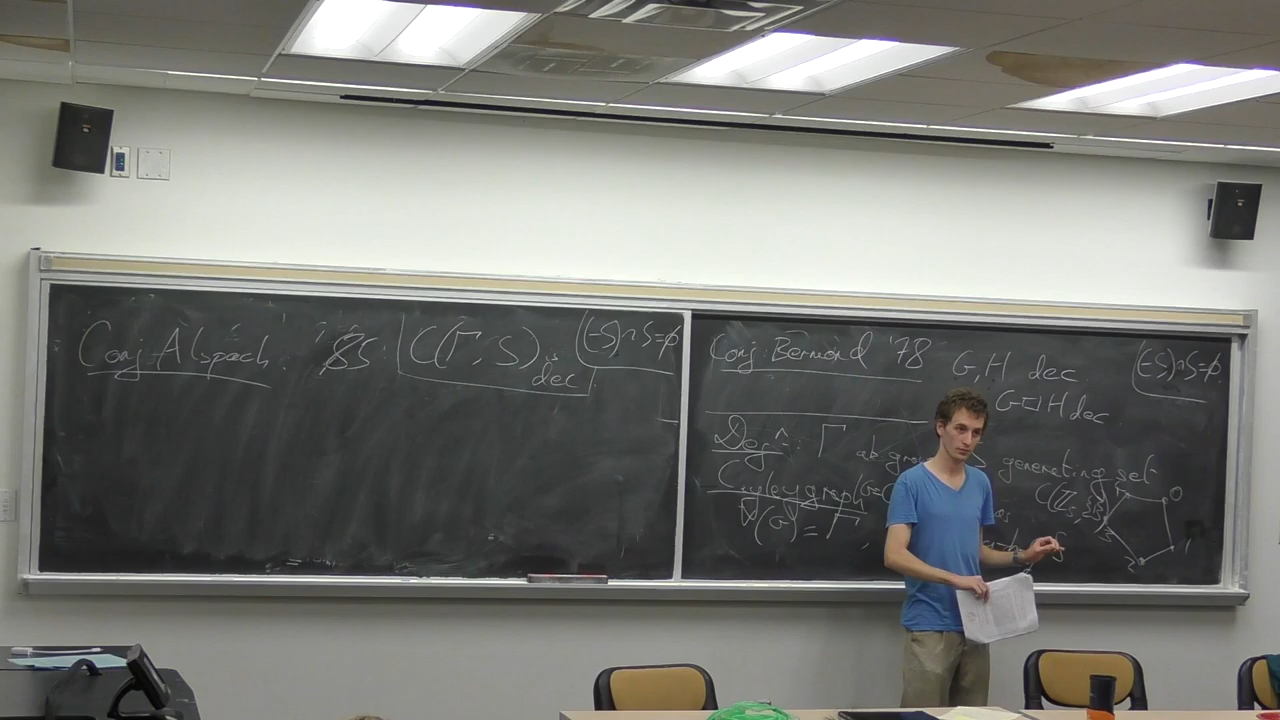 Conj Alspach: '85 C(Γ, S) is dec. (-S)∩S=φ
Conj: Bermond '78 G, H dec (-S)∩S=φ.
G□H dec
Def^n: Γ ab. group S generating set
Cayley graph C(Z5, {1})
V(G) = Γ,
0
1
2
3